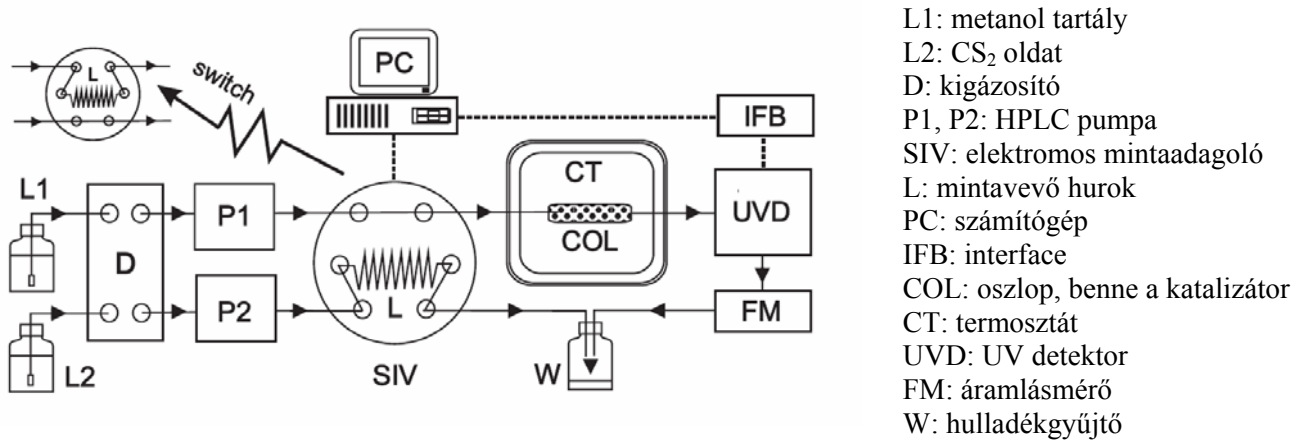 L
switch
PC
IFB
L1
D
P1
CT
COL
UVD
L2
P2
L
SIV
W
FM
L1: metanol tartály
L2: CS₂ oldat
D: kigázosító
P1, P2: HPLC pumpa
SIV: elektromos mintaadagoló
L: mintavevő hurok
PC: számítógép
IFB: interface
COL: oszlop, benne a katalizátor
CT: termosztát
UVD: UV detektor
FM: áramlásmérő
W: hulladékgyűjtő